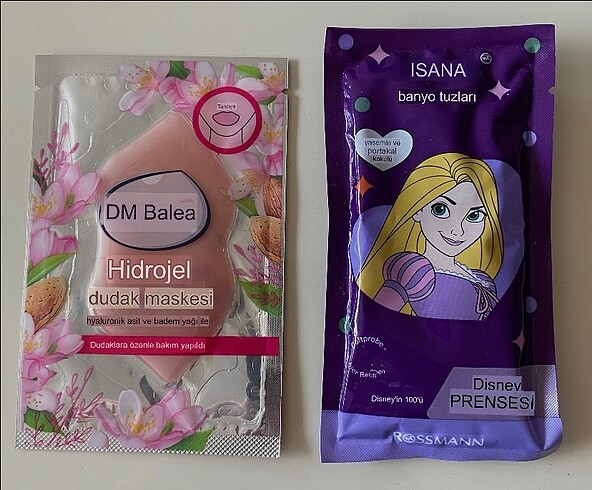 Tanıya
DM Balea
Hidrojel
dudak maskesi
hyaluronik asit ve badem yağı ile
Dudaklara özenle bakım yapıldı
ISANA
banyo tuzları
yasemin ve
portakal
kokulu
Disney'in 100'ü
Disney
PRENSESİ
ROSSMANN